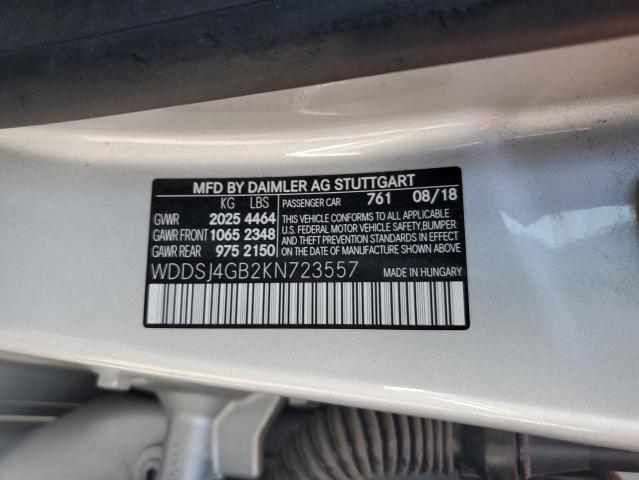 MFD BY DAIMLER AG STUTTGART
KG LBS PASSENGER CAR 761 08/18
GVWR 2025 4464 THIS VEHICLE CONFORMS TO ALL APPLICABLE
U.S. FEDERAL MOTOR VEHICLE SAFETY,BUMPER
GAWR FRONT 1065 2348 AND THEFT PREVENTION STANDARDS IN EFFECT
GAWR REAR 975 2150 ON THE DATE OF MANUFACTURE SHOWN ABOVE.
WDDSJ4GB2KN723557 MADE IN HUNGARY